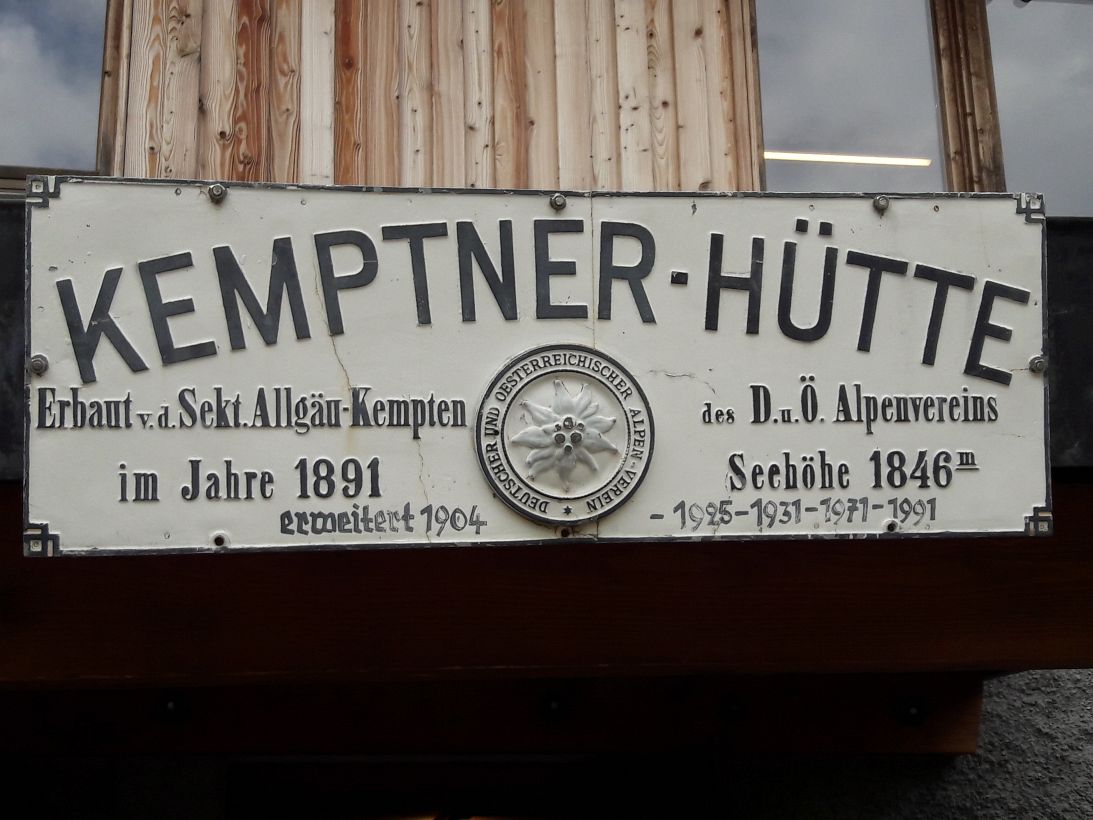 KEMPTNER-HÜTTE
Erbaut v.d. Sekt. Allgäu-Kempten
des D.u.Ö. Alpenvereins
im Jahre 1891
Seehöhe 1846 m
erweitert 1904 - 1925-1931-1971-1991
DEUTSCHER UND OESTERREICHISCHER ALPEN-VEREIN